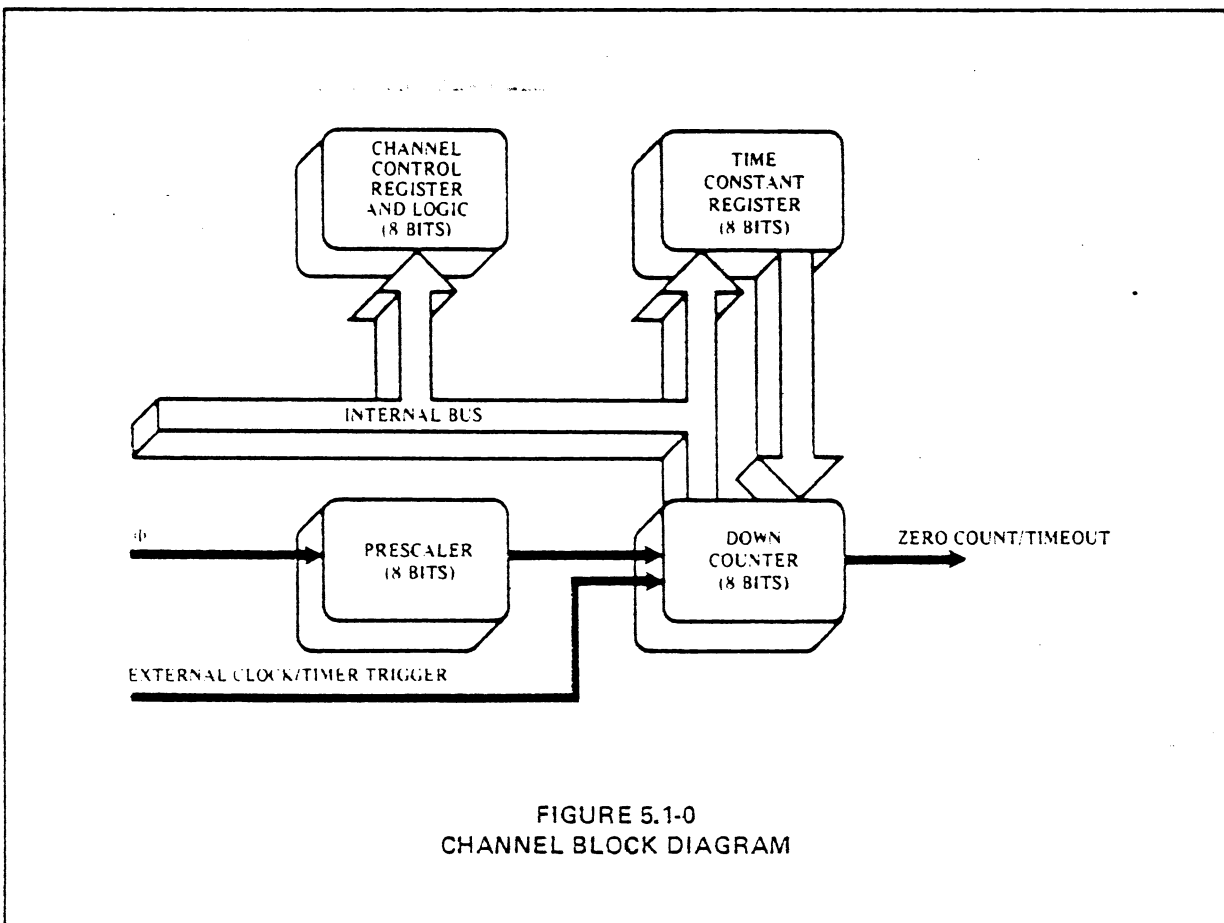 CHANNEL
CONTROL
REGISTER
AND LOGIC
(8 BITS)
TIME
CONSTANT
REGISTER
(8 BITS)
INTERNAL BUS
Φ
PRESCALER
(8 BITS)
DOWN
COUNTER
(8 BITS)
ZERO COUNT/TIMEOUT
EXTERNAL CLOCK/TIMER TRIGGER
FIGURE 5.1-0
CHANNEL BLOCK DIAGRAM